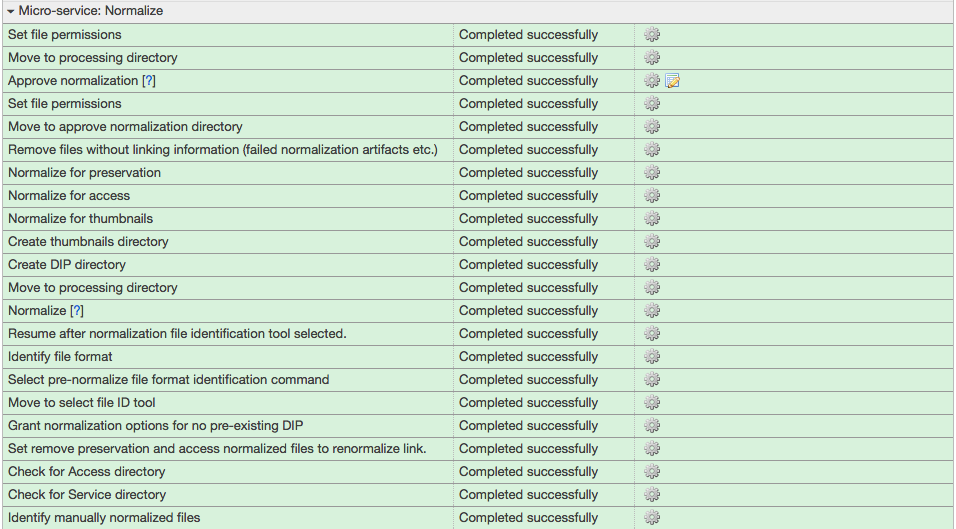 Micro-service: Normalize
Set file permissions Completed successfully
Move to processing directory Completed successfully
Approve normalization [?] Completed successfully
Set file permissions Completed successfully
Move to approve normalization directory Completed successfully
Remove files without linking information (failed normalization artifacts etc.) Completed successfully
Normalize for preservation Completed successfully
Normalize for access Completed successfully
Normalize for thumbnails Completed successfully
Create thumbnails directory Completed successfully
Create DIP directory Completed successfully
Move to processing directory Completed successfully
Normalize [?] Completed successfully
Resume after normalization file identification tool selected. Completed successfully
Identify file format Completed successfully
Select pre-normalize file format identification command Completed successfully
Move to select file ID tool Completed successfully
Grant normalization options for no pre-existing DIP Completed successfully
Set remove preservation and access normalized files to renormalize link. Completed successfully
Check for Access directory Completed successfully
Check for Service directory Completed successfully
Identify manually normalized files Completed successfully